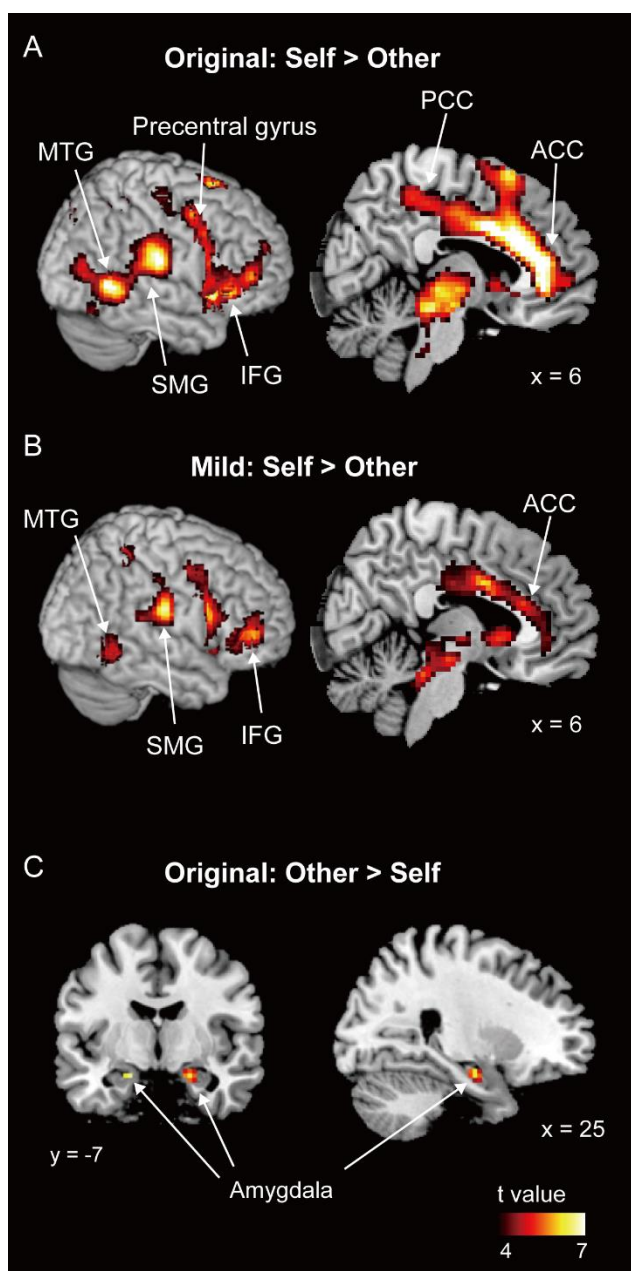 A
Original: Self > Other
Precentral gyrus
MTG
SMG
IFG
PCC
ACC
x = 6
B
Mild: Self > Other
MTG
SMG
IFG
ACC
x = 6
C
Original: Other > Self
y = -7
Amygdala
x = 25
t value
4 7